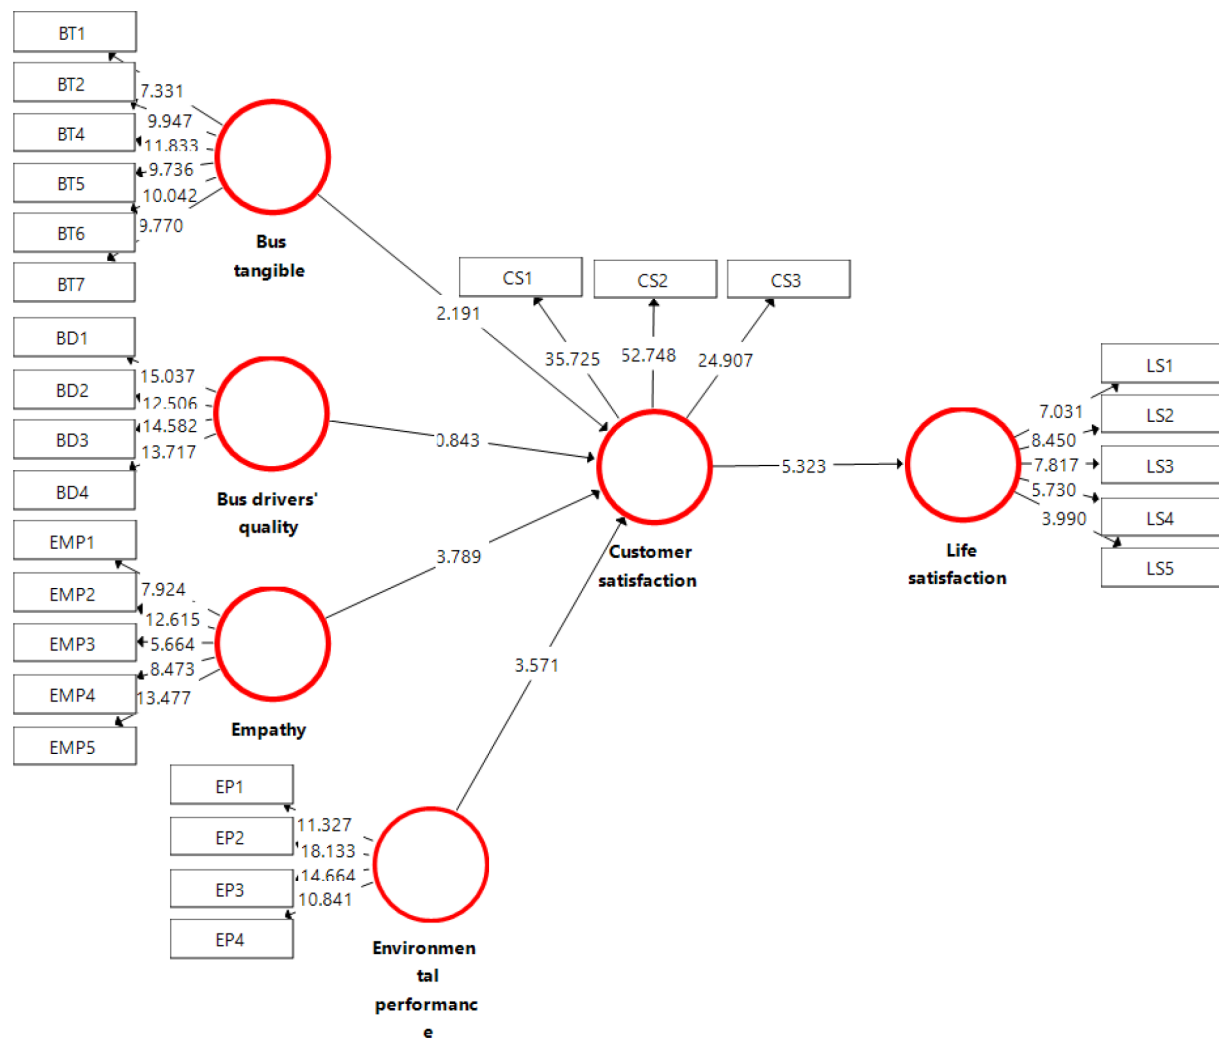 BT1
BT2
BT4
BT5
BT6
BT7
7.331
9.947
11.833
9.736
10.042
9.770
Bus
tangible
BD1
BD2
BD3
BD4
15.037
12.506
14.582
13.717
Bus drivers'
quality
EMP1
EMP2
EMP3
EMP4
EMP5
7.924
12.615
5.664
8.473
13.477
Empathy
EP1
EP2
EP3
EP4
11.327
18.133
14.664
10.841
Environmen
tal
performanc
e
2.191
0.843
3.789
3.571
CS1
CS2
CS3
35.725
52.748
24.907
Customer
satisfaction
5.323
Life
satisfaction
7.031
8.450
7.817
5.730
3.990
LS1
LS2
LS3
LS4
LS5